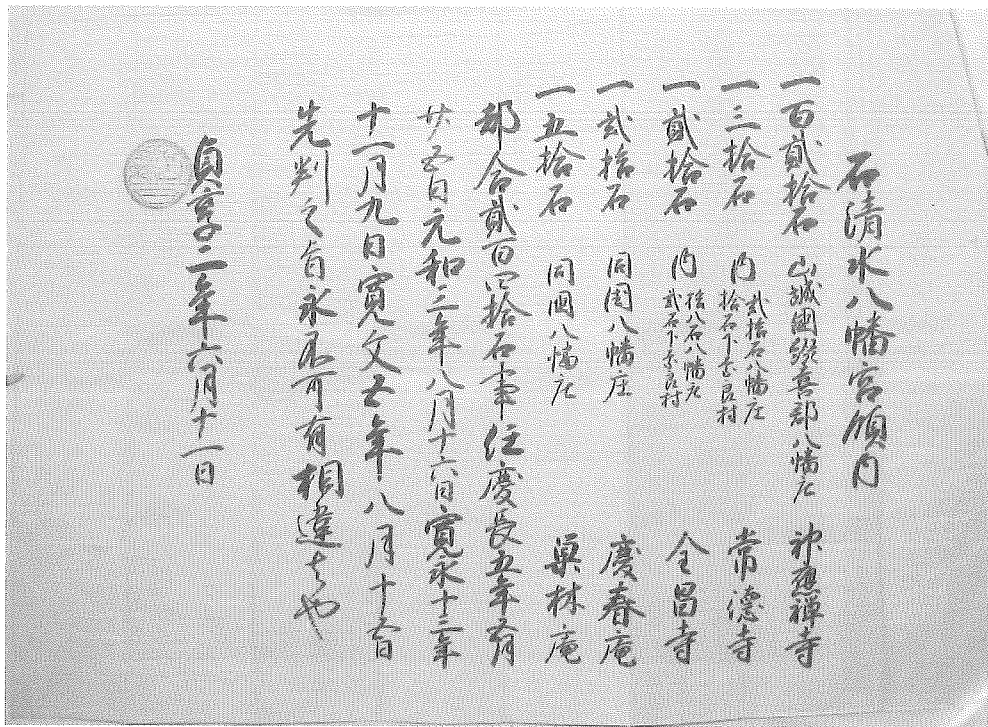 石清水八幡宮領内
一百貳拾石 山城國綴喜郡八幡庄 神應禅寺
一三拾石 内 貳拾石八幡庄 拾石下奈良村 常徳寺
一貳拾石 内 拾八石八幡庄 貳石下奈良村 全昌寺
一貳拾石 同國八幡庄 慶春庵
一五拾石 同國八幡庄 巣林庵
都合貳百四拾石事任慶長五年五月
廿五日元和三年八月十六日寛永十三年
十一月九日寛文五年八月十五日
先判之旨永不可有相違者也
貞享二年六月十一日